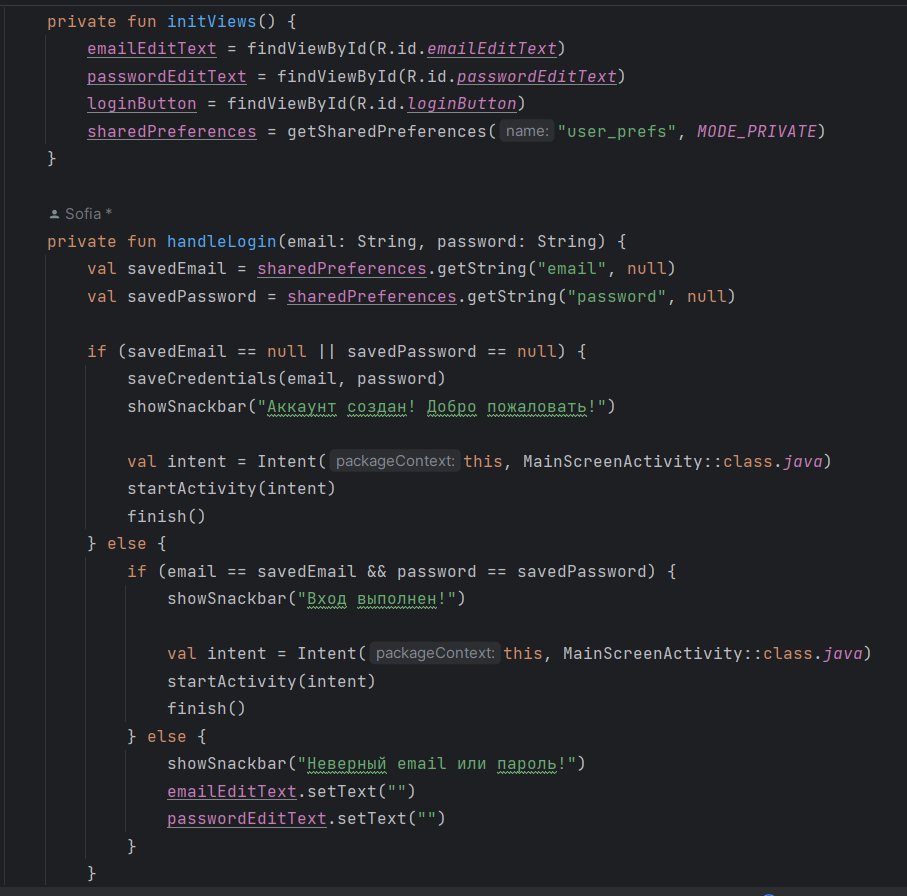 private fun initViews() {
emailEditText = findViewById(R.id.emailEditText)
passwordEditText = findViewById(R.id.passwordEditText)
loginButton = findViewById(R.id.loginButton)
sharedPreferences = getSharedPreferences( name: "user_prefs", MODE_PRIVATE)
}
Sofia *
private fun handleLogin(email: String, password: String) {
val savedEmail = sharedPreferences.getString("email", null)
val savedPassword = sharedPreferences.getString("password", null)
if (savedEmail == null || savedPassword == null) {
saveCredentials(email, password)
showSnackbar("Аккаунт создан! Добро пожаловать!")
val intent = Intent( packageContext: this, MainScreenActivity::class.java)
startActivity(intent)
finish()
} else {
if (email == savedEmail && password == savedPassword) {
showSnackbar("Вход выполнен!")
val intent = Intent( packageContext: this, MainScreenActivity::class.java)
startActivity(intent)
finish()
} else {
showSnackbar("Неверный email или пароль!")
emailEditText.setText("")
passwordEditText.setText("")
}
}